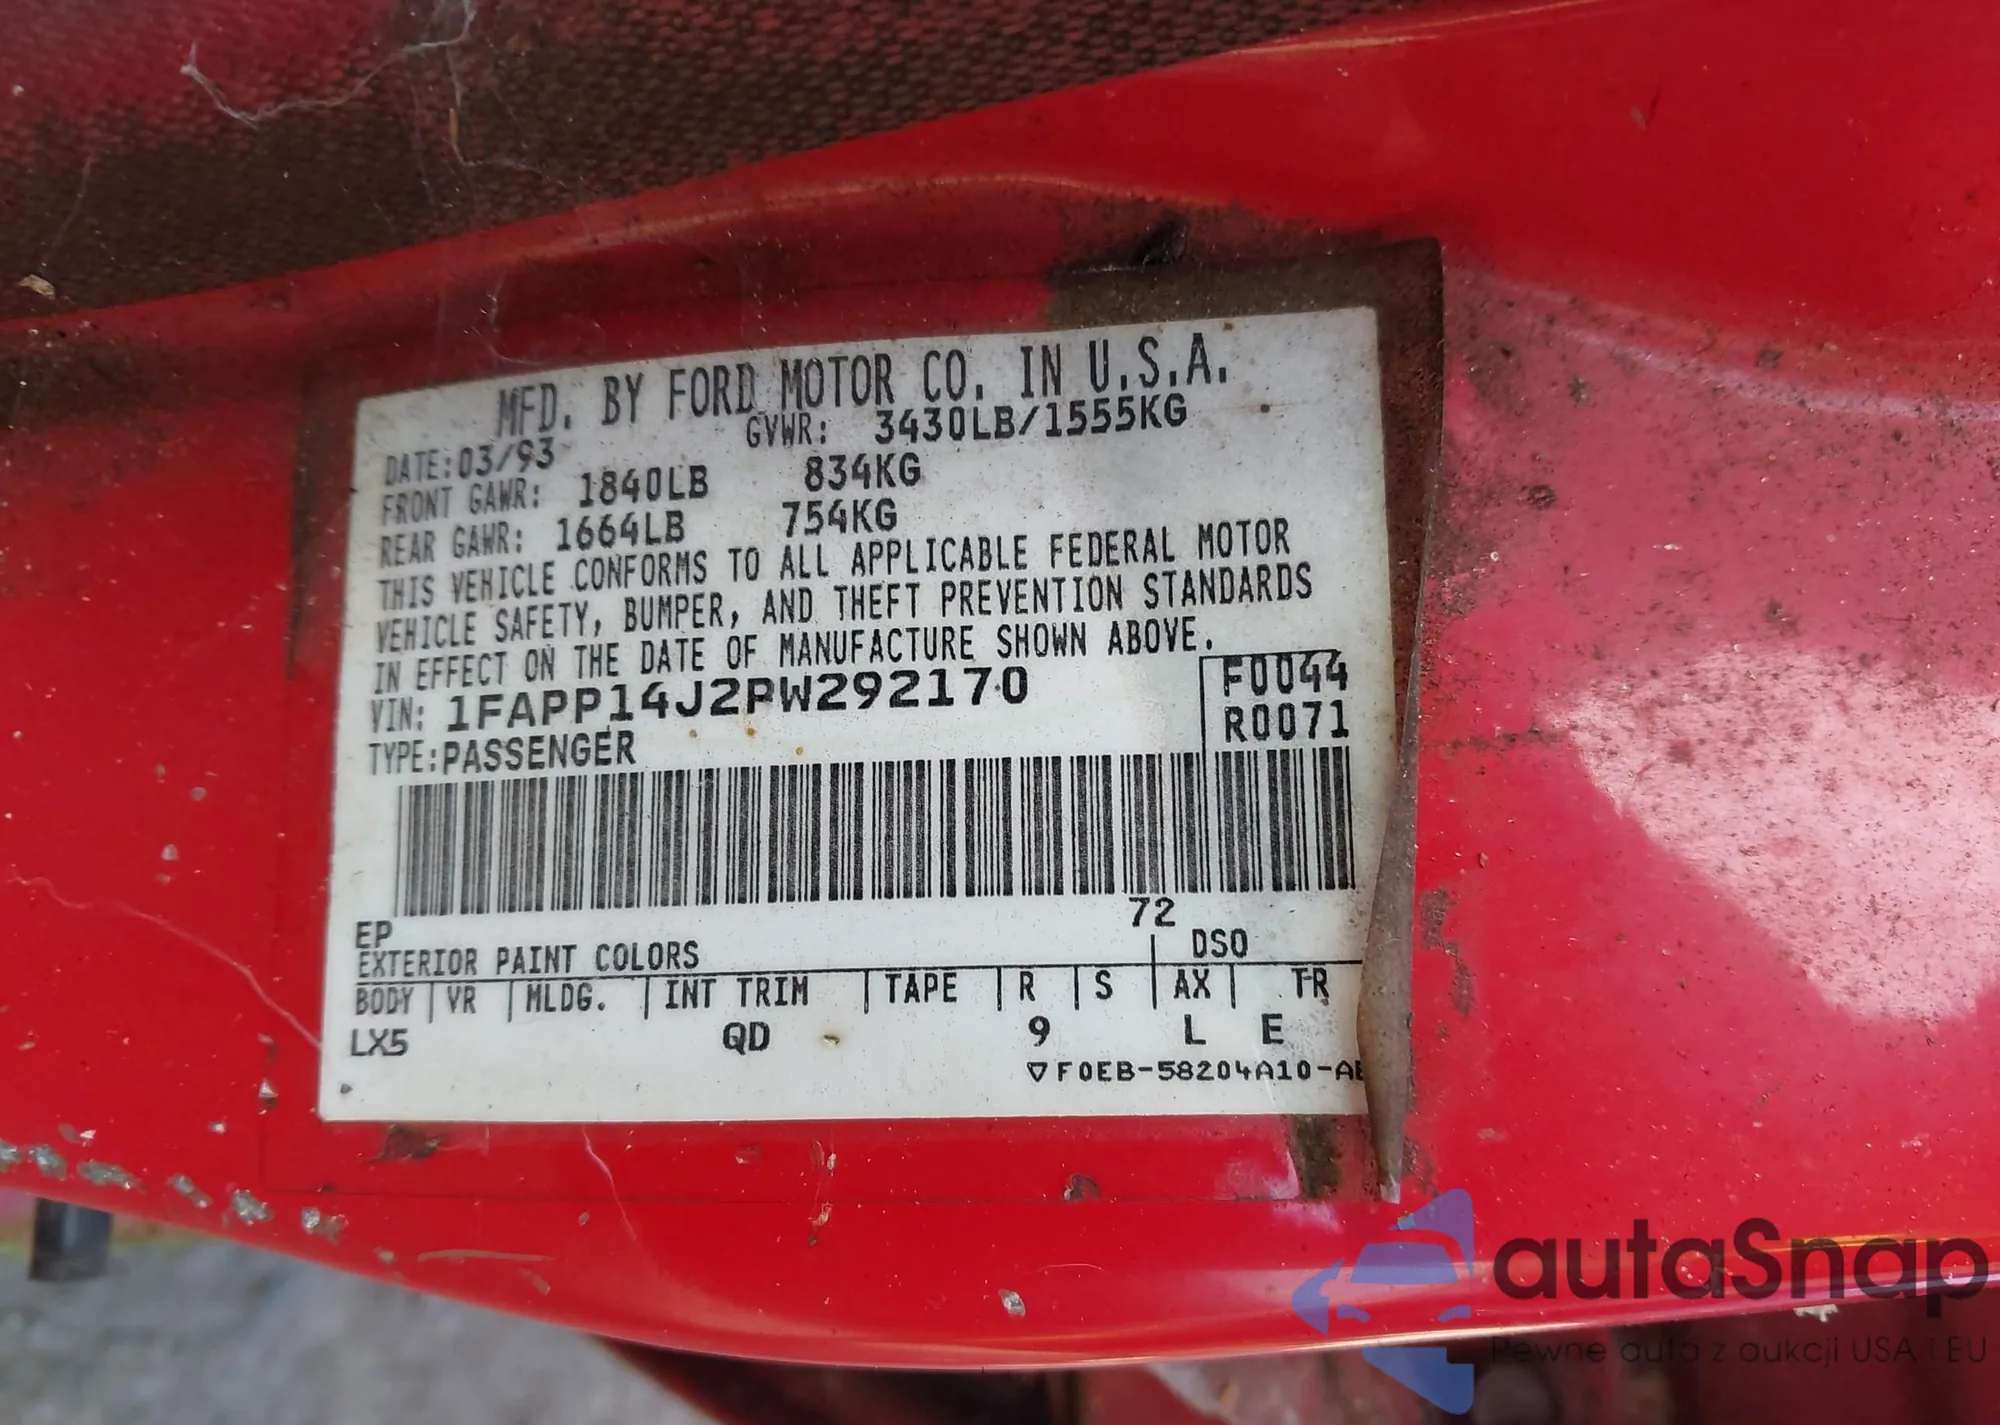 MFD. BY FORD MOTOR CO. IN U.S.A.
DATE:03/93 GVWR: 3430LB/1555KG
FRONT GAWR: 1840LB 834KG
REAR GAWR: 1664LB 754KG
THIS VEHICLE CONFORMS TO ALL APPLICABLE FEDERAL MOTOR
VEHICLE SAFETY, BUMPER, AND THEFT PREVENTION STANDARDS
IN EFFECT ON THE DATE OF MANUFACTURE SHOWN ABOVE.
VIN: 1FAPP14J2PW292170 F0044
TYPE:PASSENGER R0071
EP 72
EXTERIOR PAINT COLORS DSO
BODY VR MLDG. INT TRIM TAPE R S AX TR
LX5 QD 9 L E
▽F0EB-58204A10-
autaSnap
Pewne auta z aukcji USA i EU